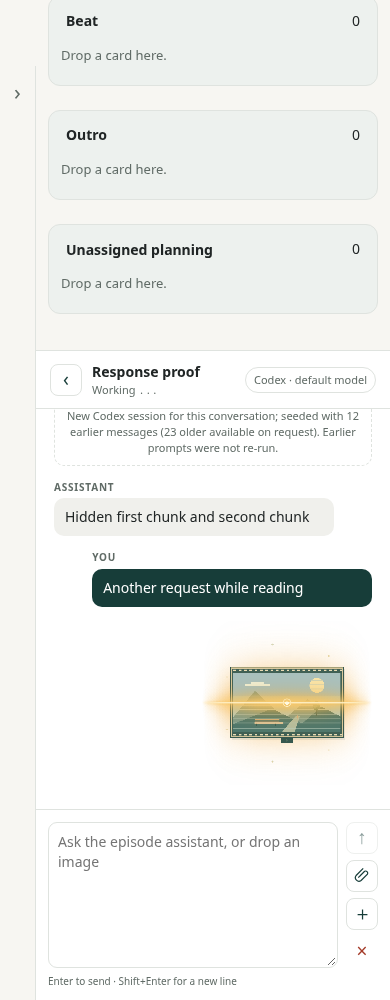 Beat 0
Drop a card here.
Outro 0
Drop a card here.
Unassigned planning 0
Drop a card here.
Response proof
Working . . .
Codex · default model
New Codex session for this conversation; seeded with 12
earlier messages (23 older available on request). Earlier
prompts were not re-run.
ASSISTANT
Hidden first chunk and second chunk
YOU
Another request while reading
Ask the episode assistant, or drop an
image
Enter to send · Shift+Enter for a new line